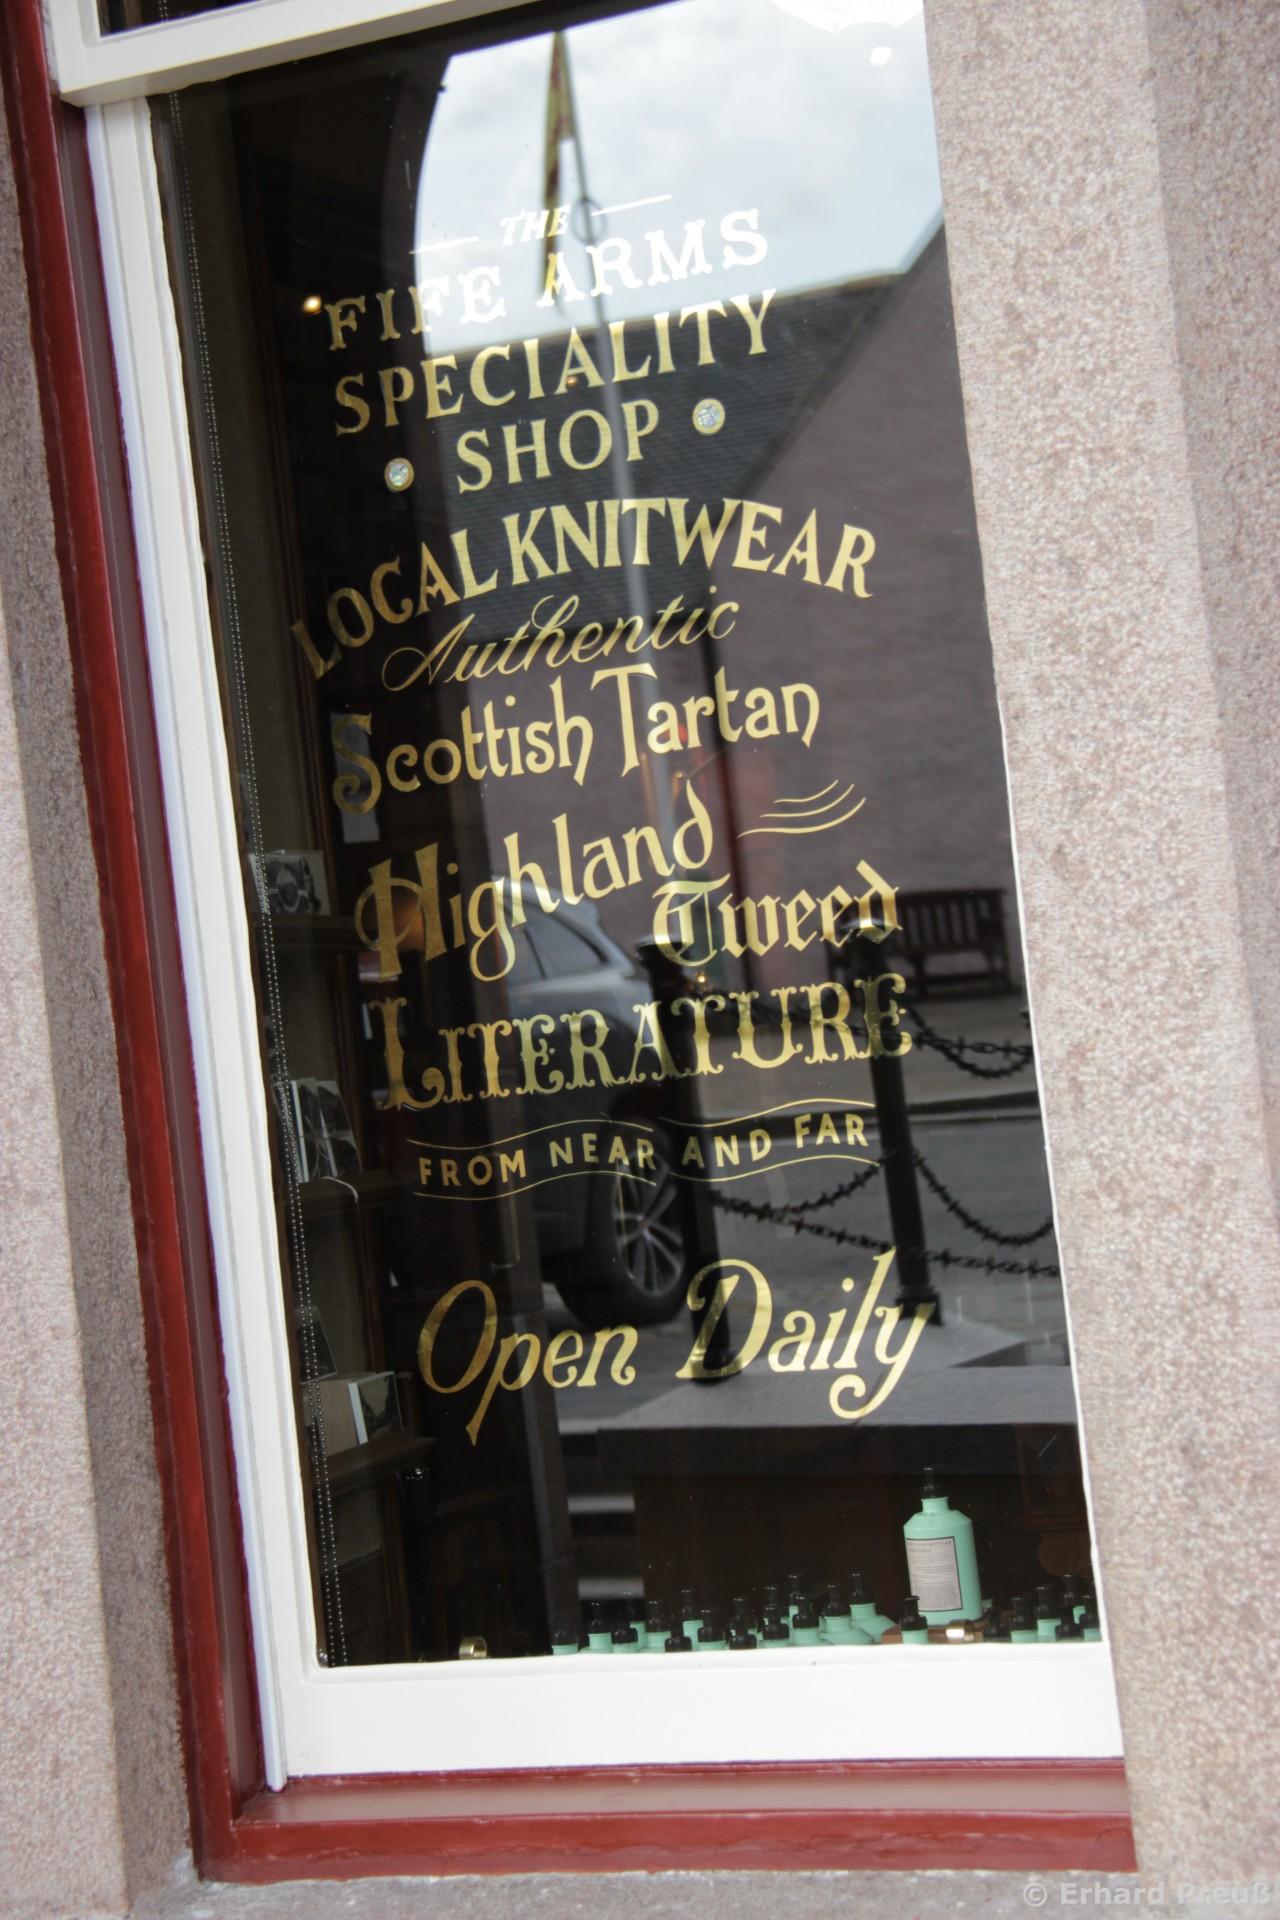 THE
FIFE ARMS
SPECIALITY
SHOP
LOCAL KNITWEAR
Authentic
Scottish Tartan
Highland
Tweed
LITERATURE
FROM NEAR AND FAR
Open Daily
© Erhard Preuß